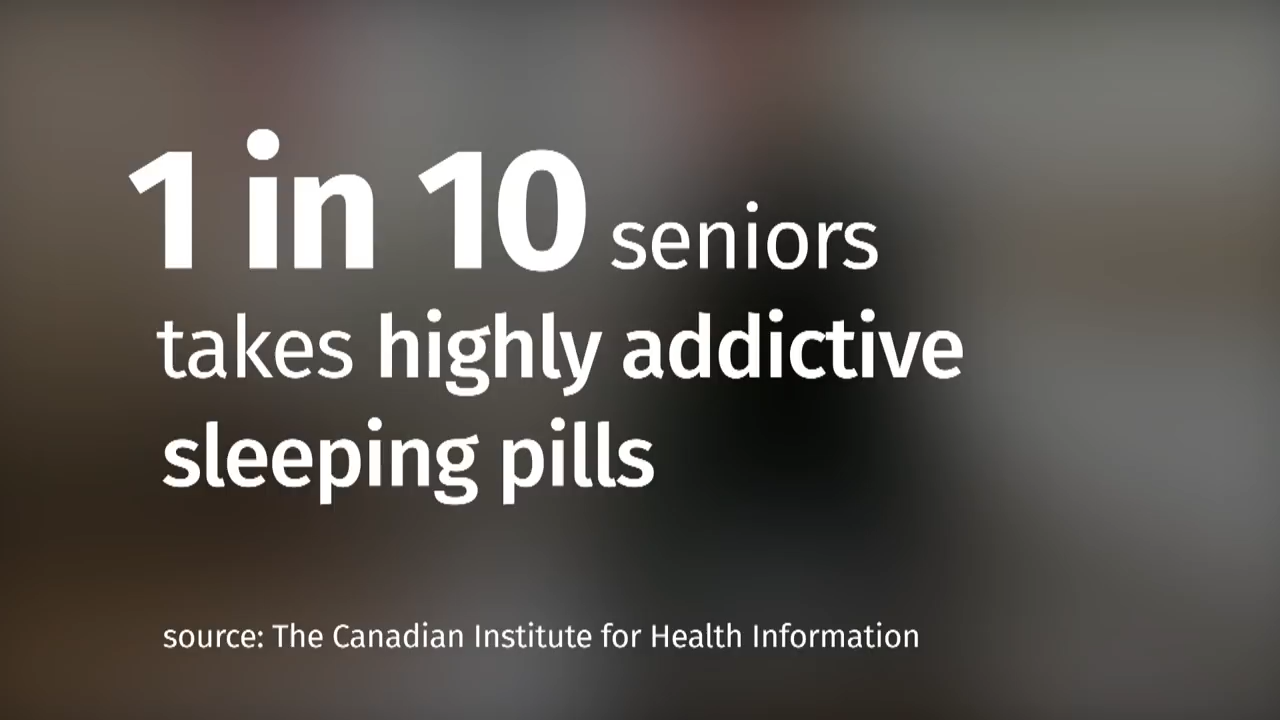 1 in 10 seniors
takes highly addictive
sleeping pills
source: The Canadian Institute for Health Information